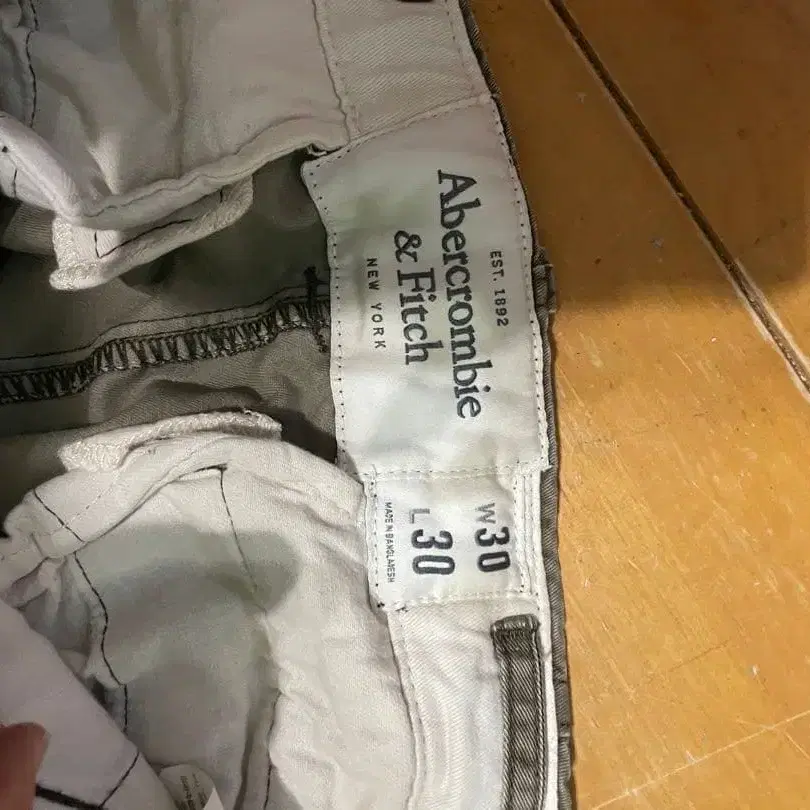 EST. 1892
Abercrombie
& Fitch
NEW YORK
W30
L30
MADE IN BANGLADESH